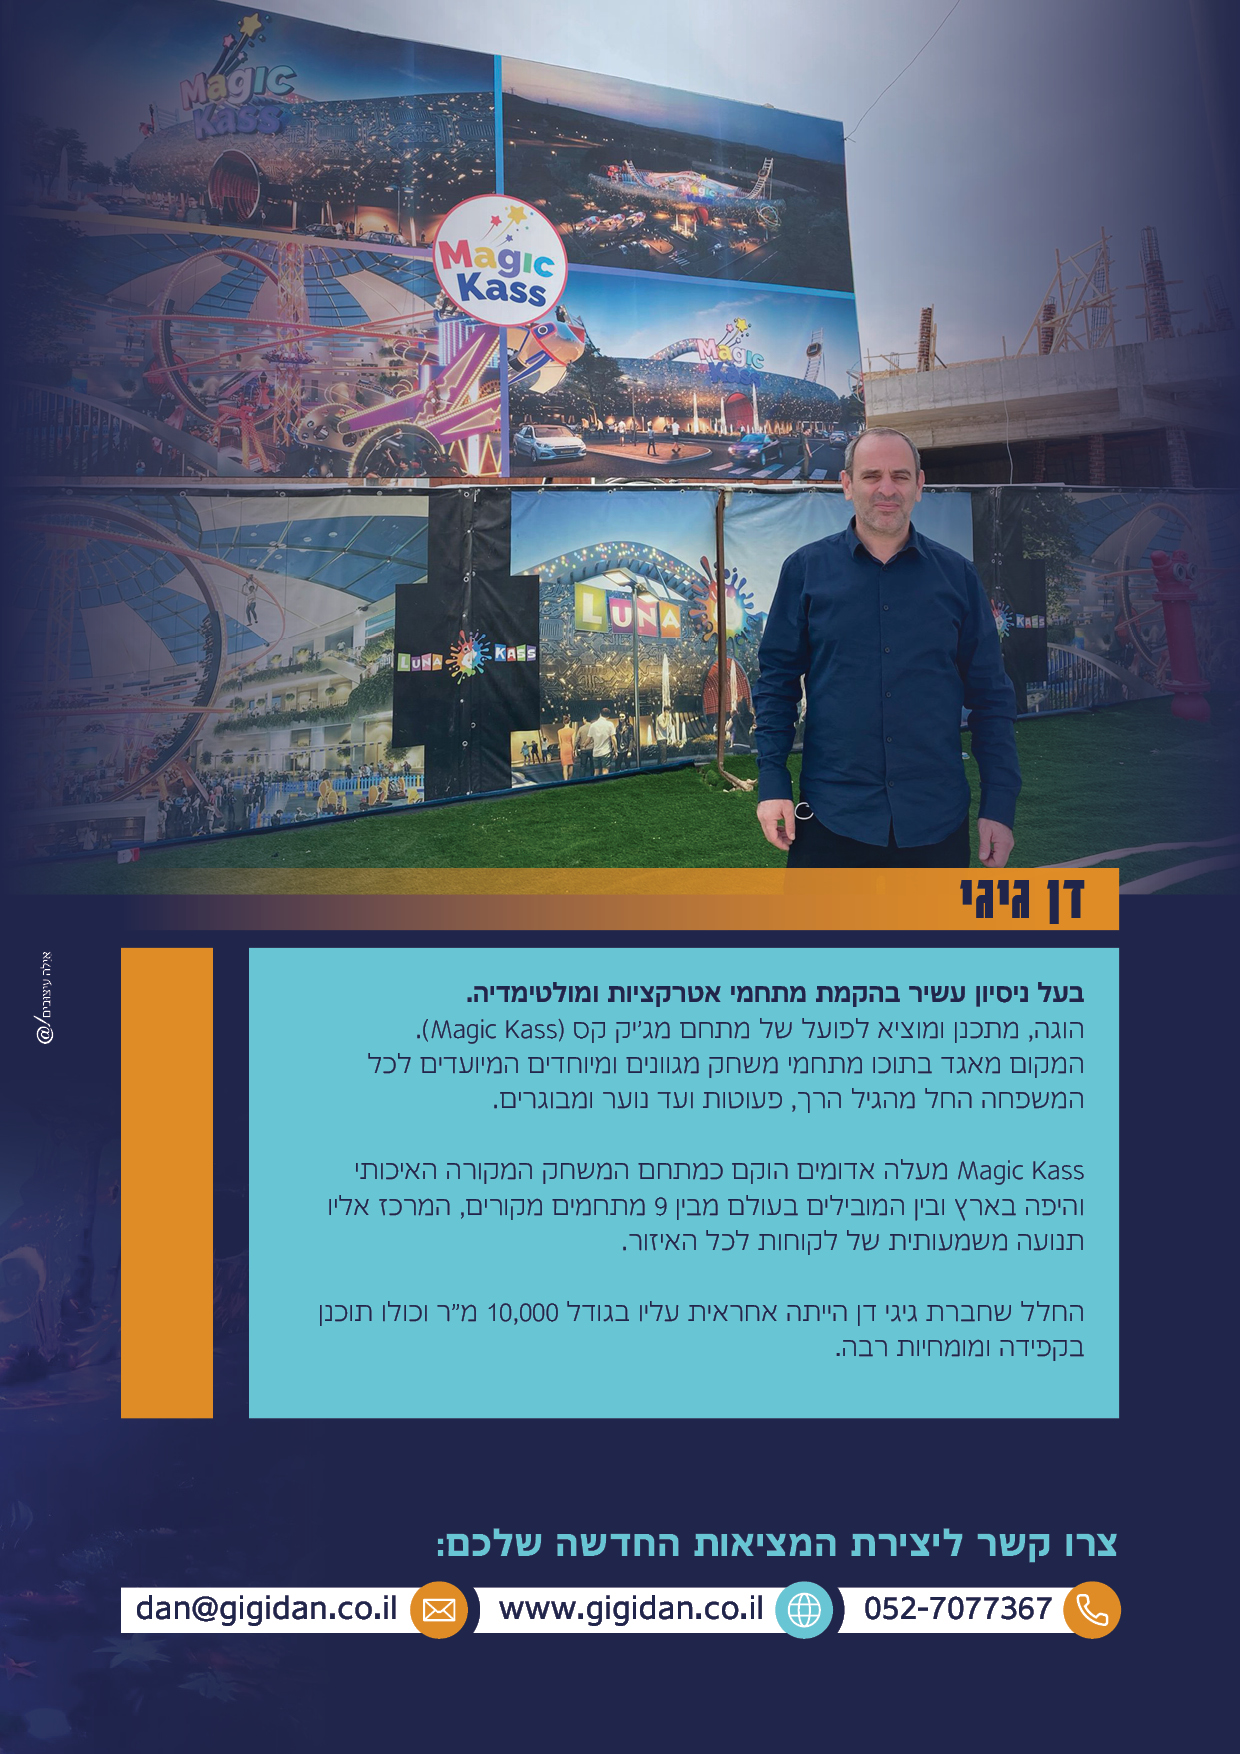 Magic
Kass
Magic
Kass
Magic
Kass
Magic
Kass
LUNA
LUNA KASS
KASS
דן גיגי
בעל ניסיון עשיר בהקמת מתחמי אטרקציות ומולטימדיה.
הוגה, מתכנן ומוציא לפועל של מתחם מג'יק קס (Magic Kass).
המקום מאגד בתוכו מתחמי משחק מגוונים ומיוחדים המיועדים לכל
המשפחה החל מהגיל הרך, פעוטות ועד נוער ומבוגרים.
Magic Kass מעלה אדומים הוקם כמתחם המשחק המקורה האיכותי
והיפה בארץ ובין המובילים בעולם מבין 9 מתחמים מקורים, המרכז אליו
תנועה משמעותית של לקוחות לכל האיזור.
החלל שחברת גיגי דן הייתה אחראית עליו בגודל 10,000 מ״ר וכולו תוכנן
בקפידה ומומחיות רבה.
אילה עיצובים/@
צרו קשר ליצירת המציאות החדשה שלכם:
052-7077367
www.gigidan.co.il
dan@gigidan.co.il